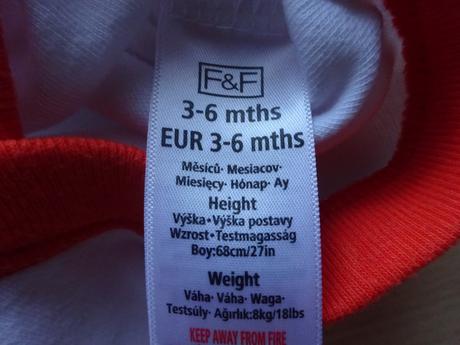 F&F
3-6 mths
EUR 3-6 mths
Měsíců· Mesiacov·
Miesięcy· Hónap· Ay
Height
Výška•Výška postavy
Wzrost•Testmagasság
Boy:68cm/27in
Weight
Váha· Váha· Waga·
Testsúly· Ağırlık:8kg/18lbs
KEEP AWAY FROM FIRE